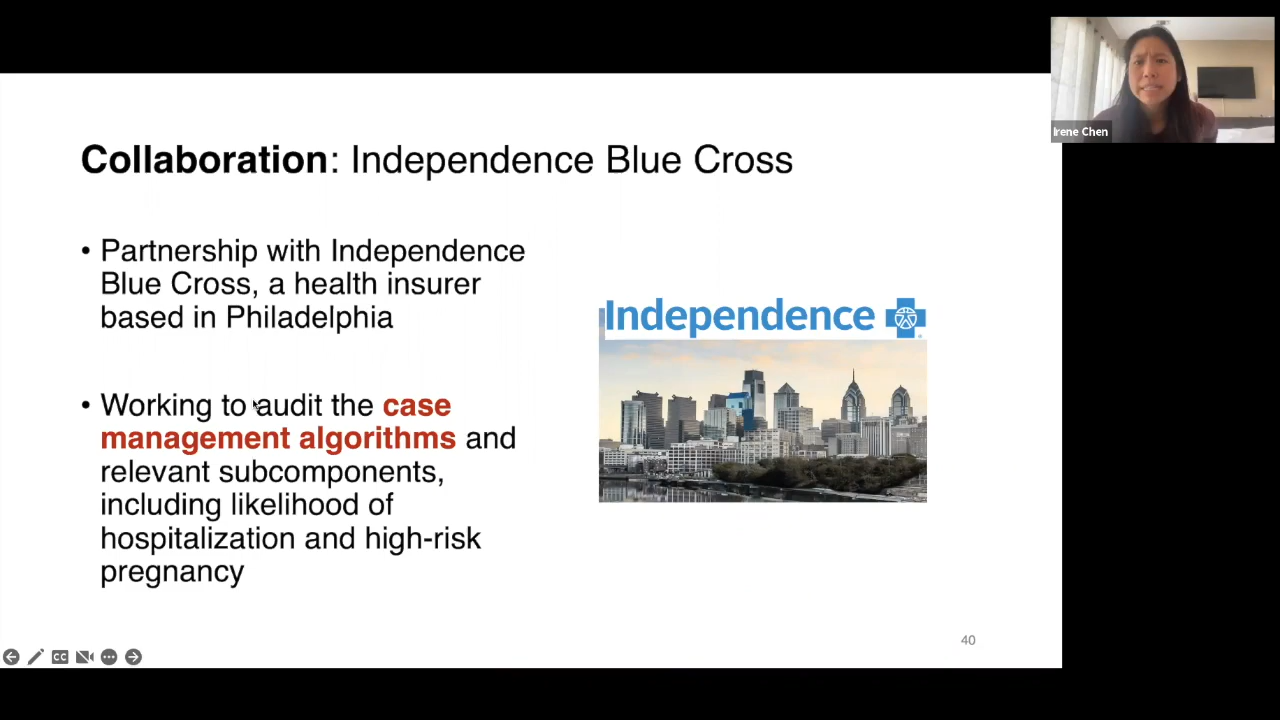 Irene Chen
Collaboration: Independence Blue Cross
• Partnership with Independence
Blue Cross, a health insurer
based in Philadelphia
Independence
• Working to audit the case
management algorithms and
relevant subcomponents,
including likelihood of
hospitalization and high-risk
pregnancy
40
CC